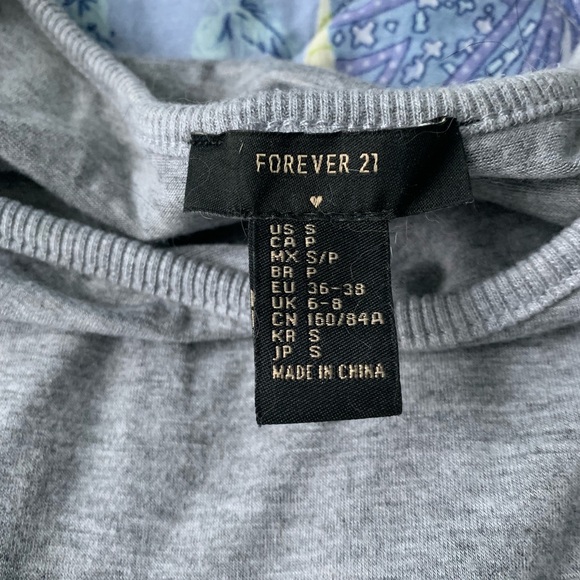 FOREVER 21
US S
CA P
MX S/P
BR P
EU 36-38
UK 6-8
CN 160/84A
KR S
JP S
MADE IN CHINA